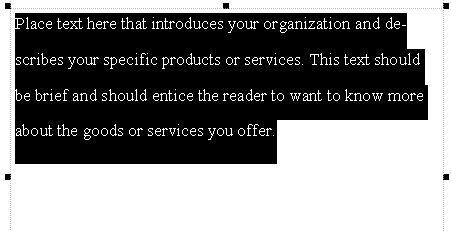 Place text here that introduces your organization and de-
scribes your specific products or services. This text should
be brief and should entice the reader to want to know more
about the goods or services you offer.